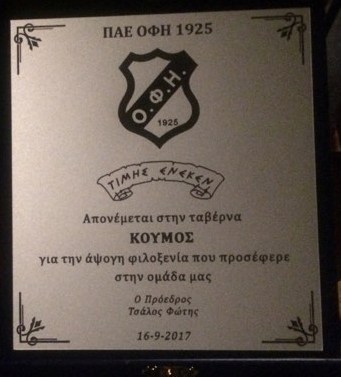 ΠΑΕ ΟΦΗ 1925
Ο.Φ.Η.
1925
ΤΙΜΗΣ ΕΝΕΚΕΝ
Απονέμεται στην ταβέρνα
ΚΟΥΜΟΣ
για την άψογη φιλοξενία που προσέφερε
στην ομάδα μας
Ο Πρόεδρος
Τσάλος Φώτης
16-9-2017